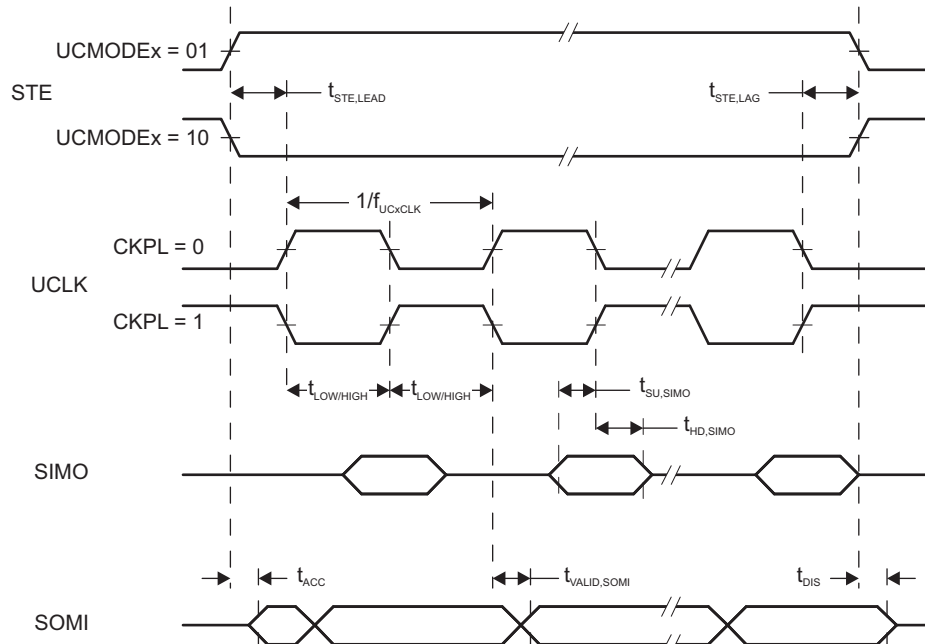 UCMODEx = 01
STE
tSTE,LEAD
tSTE,LAG
UCMODEx = 10
1/fUCxCLK
CKPL = 0
UCLK
CKPL = 1
tLOW/HIGH
tLOW/HIGH
tSU,SIMO
tHD,SIMO
SIMO
tACC
tVALID,SOMI
tDIS
SOMI